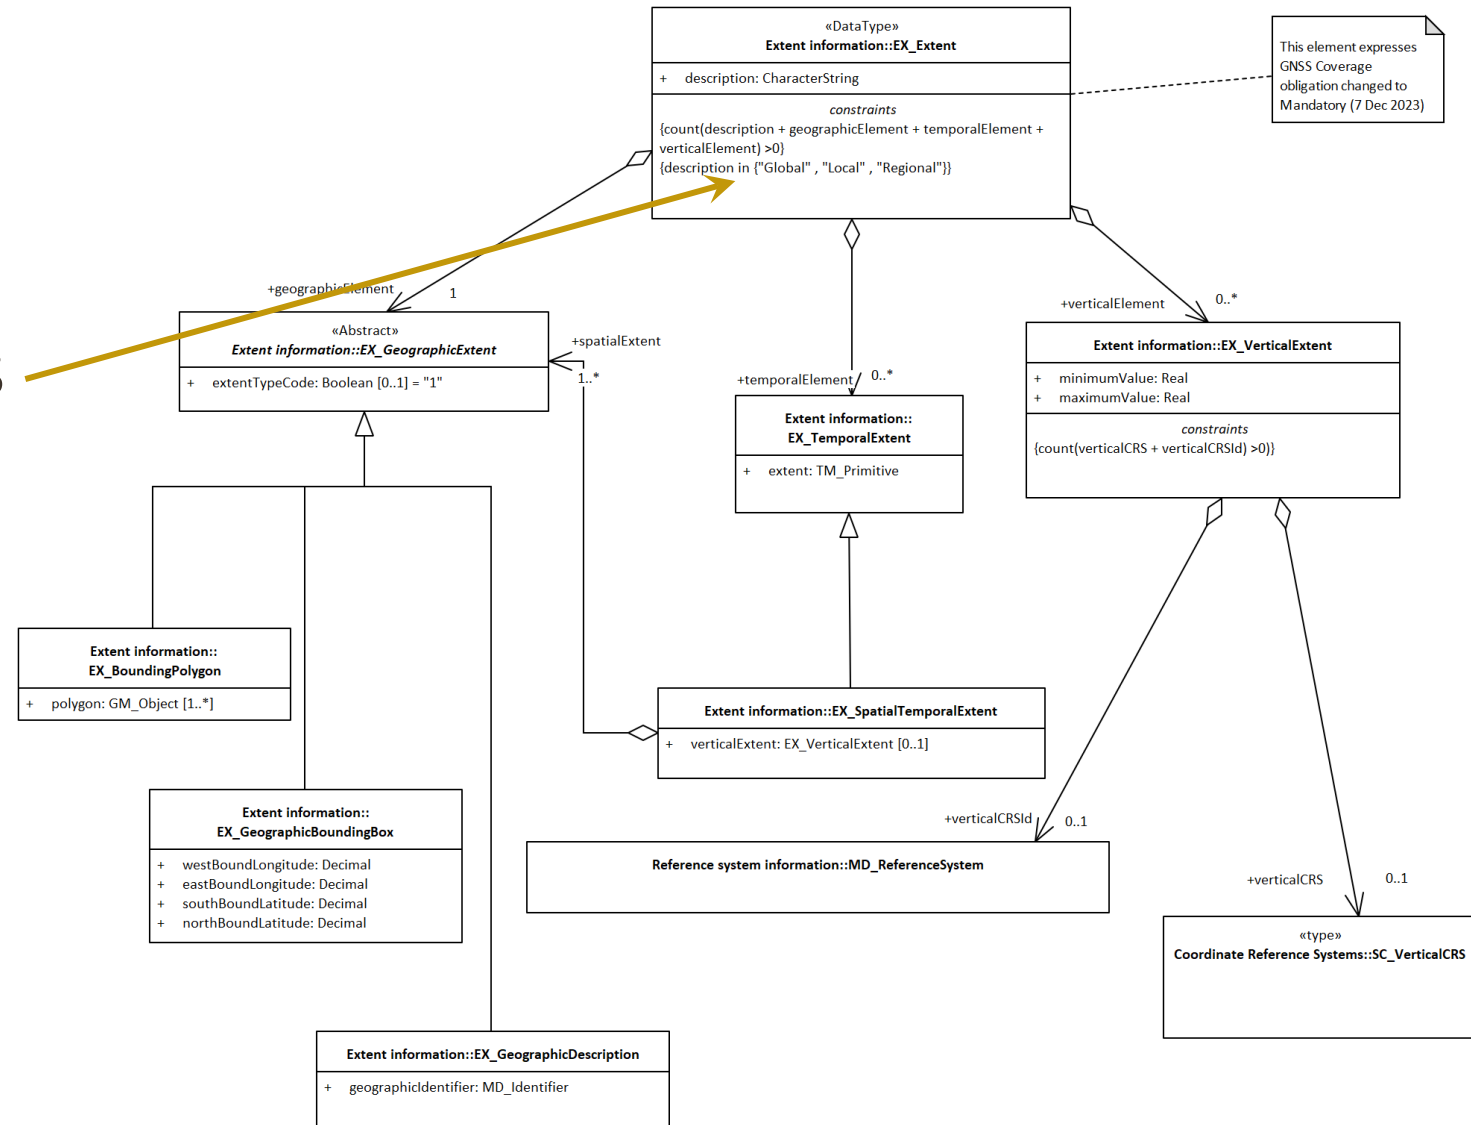 «DataType»
Extent information::EX_Extent
+ description: CharacterString
constraints
{count(description + geographicElement + temporalElement +
verticalElement) >0}
{description in {"Global" , "Local" , "Regional"}}
This element expresses
GNSS Coverage
obligation changed to
Mandatory (7 Dec 2023)
+geographicElement
1
+verticalElement
0..*
«Abstract»
Extent information::EX_GeographicExtent
+ extentTypeCode: Boolean [0..1] = "1"
+spatialExtent
1..*
+temporalElement
0..*
Extent information::EX_VerticalExtent
+ minimumValue: Real
+ maximumValue: Real
constraints
{count(verticalCRS + verticalCRSId) >0)}
Extent information::
EX_TemporalExtent
+ extent: TM_Primitive
Extent information::
EX_BoundingPolygon
+ polygon: GM_Object [1..*]
Extent information::EX_SpatialTemporalExtent
+ verticalExtent: EX_VerticalExtent [0..1]
Extent information::
EX_GeographicBoundingBox
+ westBoundLongitude: Decimal
+ eastBoundLongitude: Decimal
+ southBoundLatitude: Decimal
+ northBoundLatitude: Decimal
+verticalCRSId
0..1
Reference system information::MD_ReferenceSystem
+verticalCRS
0..1
«type»
Coordinate Reference Systems::SC_VerticalCRS
Extent information::EX_GeographicDescription
+ geographicIdentifier: MD_Identifier